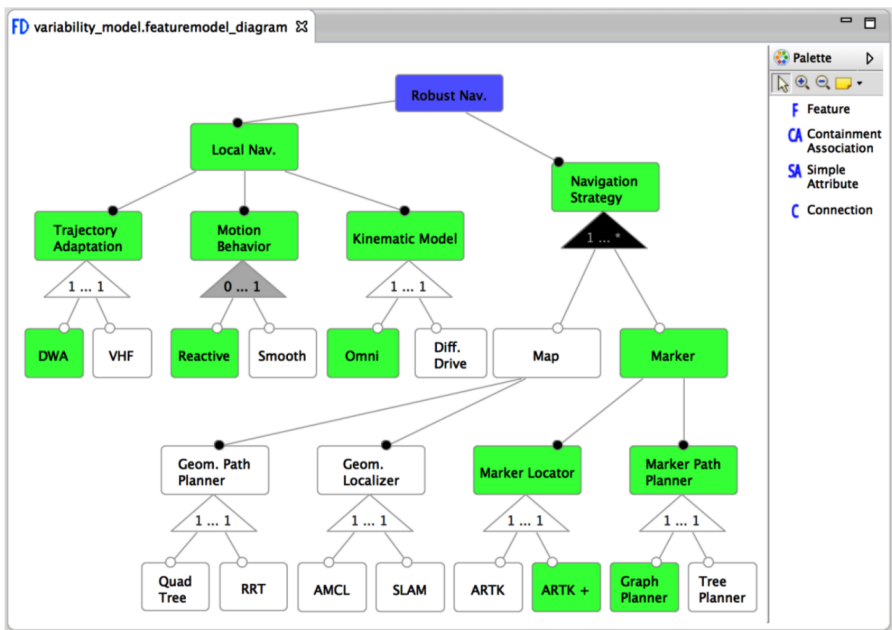 FD variability_model.featuremodel_diagram
Palette
F Feature
CA Containment
Association
SA Simple
Attribute
C Connection
Robust Nav.
Local Nav.
Navigation
Strategy
1 ... *
Trajectory
Adaptation
Motion
Behavior
Kinematic Model
1 ... 1
0 ... 1
1 ... 1
DWA
VHF
Reactive
Smooth
Omni
Diff.
Drive
Map
Marker
Geom. Path
Planner
Geom.
Localizer
Marker Locator
Marker Path
Planner
1 ... 1
1 ... 1
1 ... 1
1 ... 1
Quad
Tree
RRT
AMCL
SLAM
ARTK
ARTK +
Graph
Planner
Tree
Planner